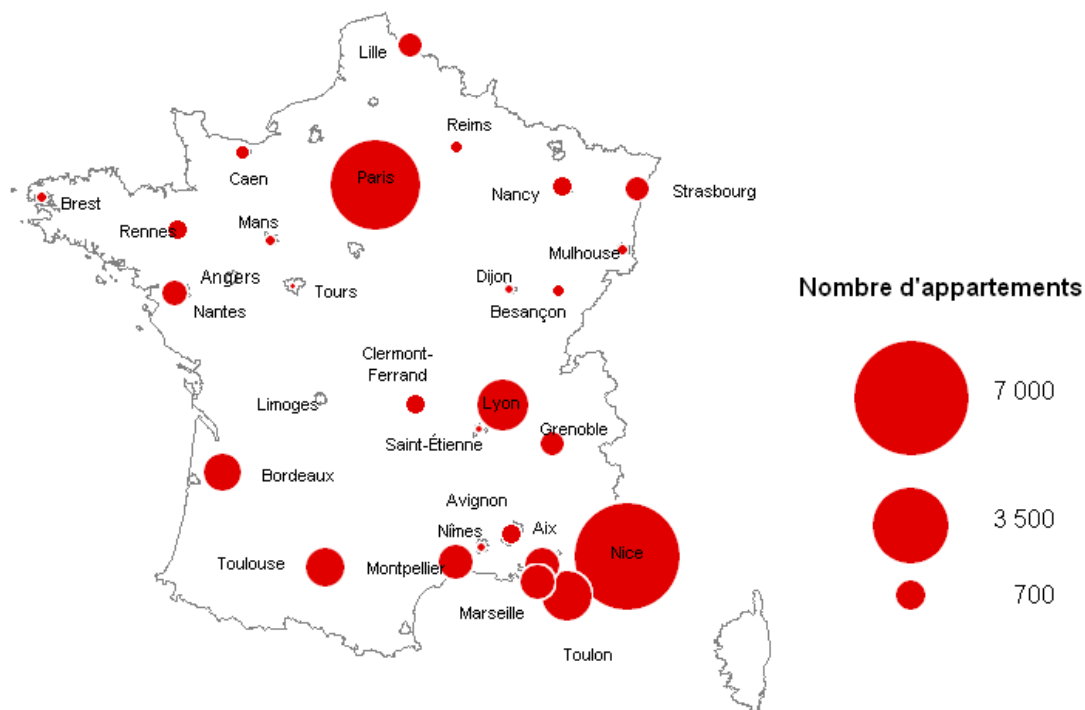 Lille
Reims
Caen
Paris
Nancy
Strasbourg
Brest
Rennes
Mans
Mulhouse
Angers
Dijon
Tours
Nantes
Besançon
Nombre d'appartements
7 000
3 500
700
Clermont-
Ferrand
Limoges
Lyon
Grenoble
Saint-Étienne
Bordeaux
Avignon
Nîmes
Aix
Nice
Toulouse
Montpellier
Marseille
Toulon